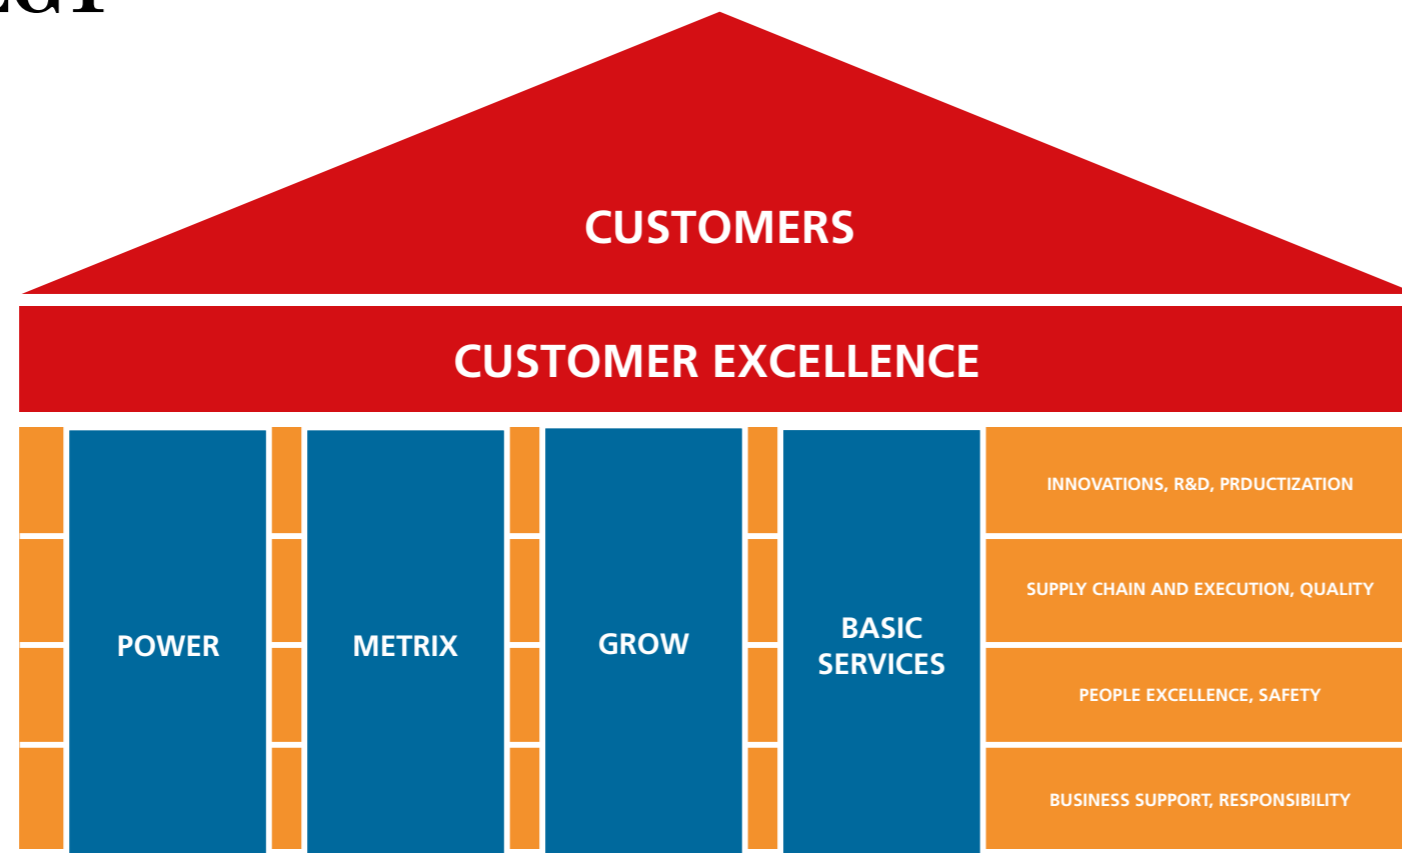 CUSTOMERS
CUSTOMER EXCELLENCE
POWER
METRIX
GROW
BASIC
SERVICES
INNOVATIONS, R&D, PRDUCTIZATION
SUPPLY CHAIN AND EXECUTION, QUALITY
PEOPLE EXCELLENCE, SAFETY
BUSINESS SUPPORT, RESPONSIBILITY